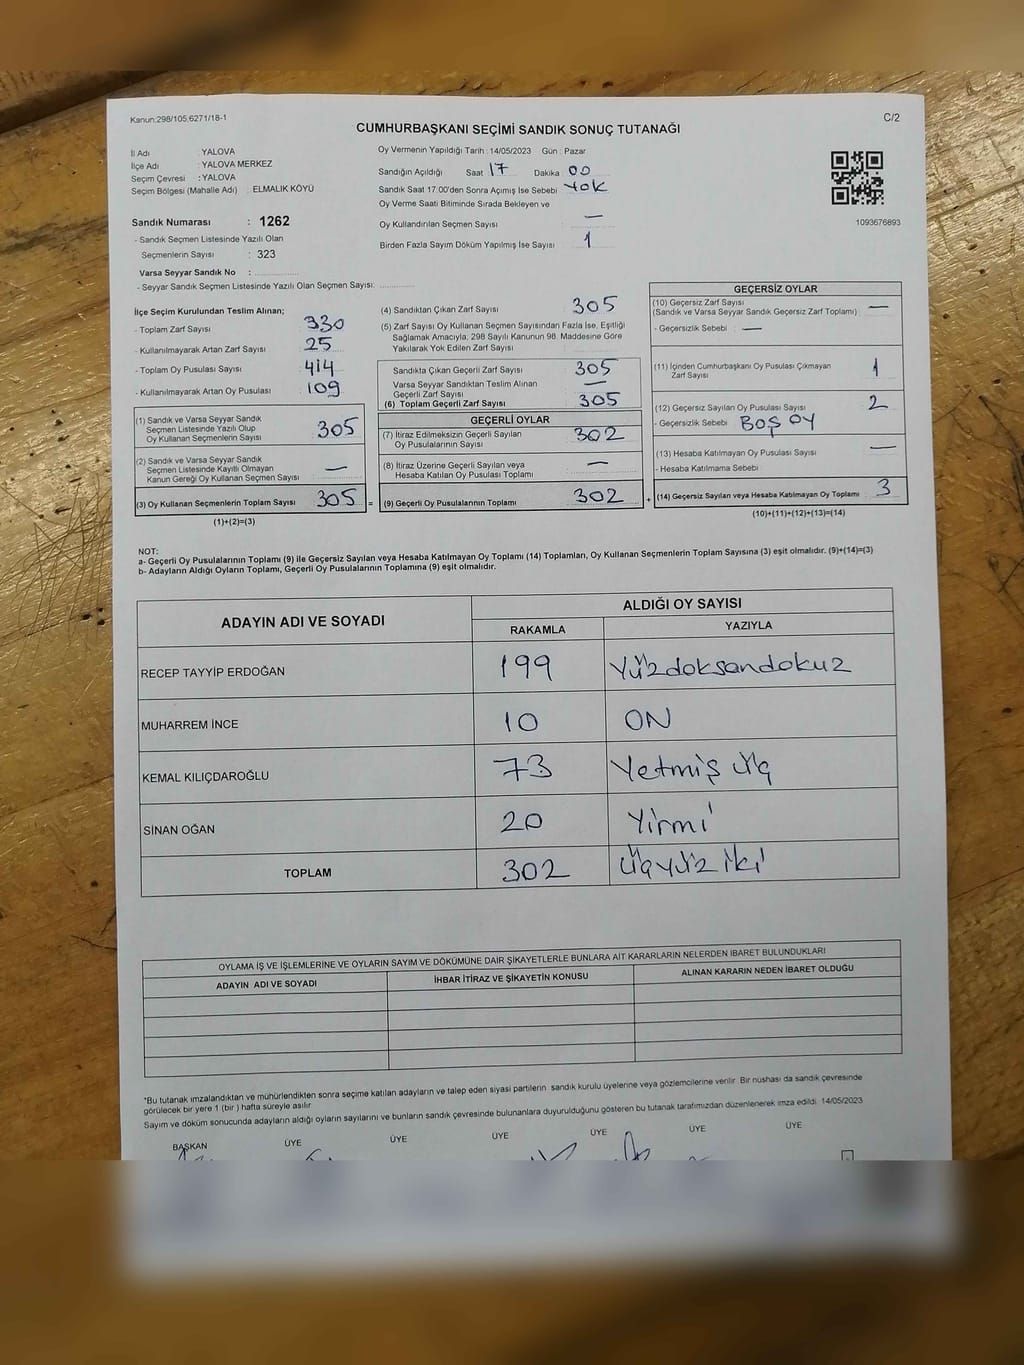 Kanun:298/105,6271/18-1
C/2
CUMHURBAŞKANI SEÇİMİ SANDIK SONUÇ TUTANAĞI
İl Adı YALOVA
İlçe Adı : YALOVA MERKEZ
Seçim Çevresi : YALOVA
Seçim Bölgesi (Mahalle Adı) : ELMALIK KÖYÜ
Sandık Numarası : 1262
- Sandık Seçmen Listesinde Yazılı Olan
Seçmenlerin Sayısı : 323
Varsa Seyyar Sandık No :
- Seyyar Sandık Seçmen Listesinde Yazılı Olan Seçmen Sayısı:
Oy Vermenin Yapıldığı Tarih : 14/05/2023 Gün : Pazar
Sandığın Açıldığı Saat 17 Dakika 00
Sandık Saat 17.00'den Sonra Açımış İse Sebebi YOK
Oy Verme Saati Bitiminde Sırada Bekleyen ve
Oy Kullandırılan Seçmen Sayısı —
Birden Fazla Sayım Döküm Yapılmış İse Sayısı 1
1093676893
İlçe Seçim Kurulundan Teslim Alınan;
- Toplam Zarf Sayısı 330
- Kullanılmayarak Artan Zarf Sayısı 25
- Toplam Oy Pusulası Sayısı 414
- Kullanılmayarak Artan Oy Pusulası 109
(1) Sandık ve Varsa Seyyar Sandık
Seçmen Listesinde Yazılı Olup
Oy Kullanan Seçmenlerin Sayısı 305
(2) Sandık ve Varsa Seyyar Sandık
Seçmen Listesinde Kayıtlı Olmayan
Kanun Gereği Oy Kullanan Seçmen Sayısı —
(3) Oy Kullanan Seçmenlerin Toplam Sayısı 305 =
(1)+(2)=(3)
(4) Sandıktan Çıkan Zarf Sayısı 305
(5) Zarf Sayısı Oy Kullanan Seçmen Sayısından Fazla İse, Eşitliği
Sağlamak Amacıyla; 298 Sayılı Kanunun 98. Maddesine Göre
Yakılarak Yok Edilen Zarf Sayısı
Sandıkta Çıkan Geçerli Zarf Sayısı 305
Varsa Seyyar Sandıktan Teslim Alınan
Geçerli Zarf Sayısı —
(6) Toplam Geçerli Zarf Sayısı 305
GEÇERLİ OYLAR
(7) İtiraz Edilmeksizin Geçerli Sayılan
Oy Pusulalarının Sayısı 302
(8) İtiraz Üzerine Geçerli Sayılan veya
Hesaba Katılan Oy Pusulası Toplamı —
(9) Geçerli Oy Pusulalarının Toplamı 302 +
GEÇERSİZ OYLAR
(10) Geçersiz Zarf Sayısı
(Sandık ve Varsa Seyyar Sandık Geçersiz Zarf Toplamı) —
- Geçersizlik Sebebi : —
(11) İçinden Cumhurbaşkanı Oy Pusulası Çıkmayan
Zarf Sayısı 1
(12) Geçersiz Sayılan Oy Pusulası Sayısı 2
- Geçersizlik Sebebi BOŞ OY
(13) Hesaba Katılmayan Oy Pusulası Sayısı —
- Hesaba Katılmama Sebebi
(14) Geçersiz Sayılan veya Hesaba Katılmayan Oy Toplamı 3
(10)+(11)+(12)+(13)=(14)
NOT:
a- Geçerli Oy Pusulalarının Toplamı (9) ile Geçersiz Sayılan veya Hesaba Katılmayan Oy Toplamı (14) Toplamları, Oy Kullanan Seçmenlerin Toplam Sayısına (3) eşit olmalıdır. (9)+(14)=(3)
b- Adayların Aldığı Oyların Toplamı, Geçerli Oy Pusulalarının Toplamına (9) eşit olmalıdır.
ADAYIN ADI VE SOYADI
ALDIĞI OY SAYISI
RAKAMLA YAZIYLA
RECEP TAYYİP ERDOĞAN 199 Yüzdoksandokuz
MUHARREM İNCE 10 ON
KEMAL KILIÇDAROĞLU 73 Yetmiş üç
SİNAN OĞAN 20 Yirmi
TOPLAM 302 Üçyüz iki
OYLAMA İŞ VE İŞLEMLERİNE VE OYLARIN SAYIM VE DÖKÜMÜNE DAİR ŞİKAYETLERLE BUNLARA AİT KARARLARIN NELERDEN İBARET BULUNDUKLARI
ADAYIN ADI VE SOYADI İHBAR İTİRAZ VE ŞİKAYETİN KONUSU ALINAN KARARIN NEDEN İBARET OLDUĞU
*Bu tutanak imzalandıktan ve mühürlendikten sonra seçime katılan adayların ve talep eden siyasi partilerin sandık kurulu üyelerine veya gözlemcilerine verilir. Bir nüshası da sandık çevresinde
görülecek bir yere 1 (bir) hafta süreyle asılır.
Sayım ve döküm sonucunda adayların aldığı oyların sayılarını ve bunların sandık çevresinde bulunanlara duyurulduğunu gösteren bu tutanak tarafımızdan düzenlenerek imza edildi. 14/05/2023
BAŞKAN ÜYE ÜYE ÜYE ÜYE ÜYE ÜYE